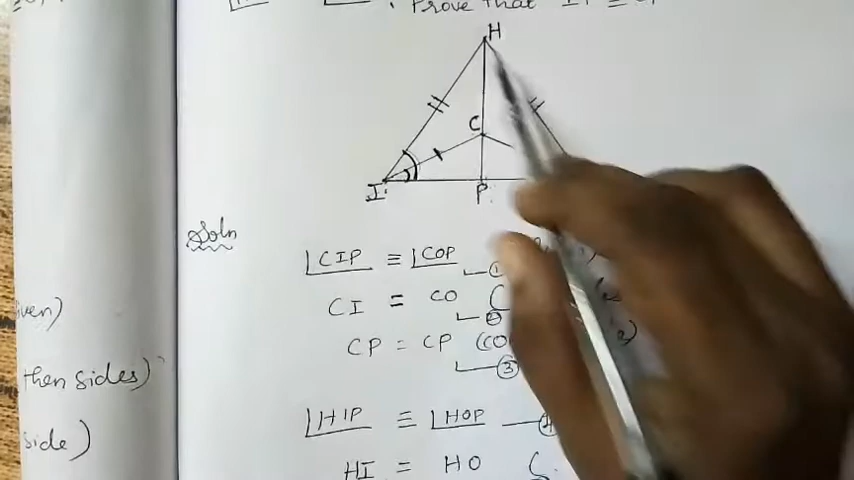 Prove that
H
C
I
P
Soln
∠CIP ≡ ∠COP
①
CI = CO
②
CP = CP (CO
③
∠HIP ≡ ∠HOP — ④
HI = HO
iven)
then sides)
side)